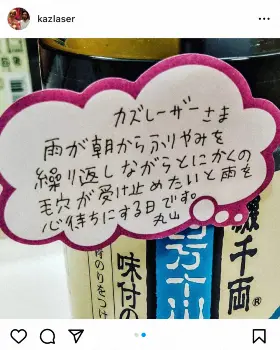 kazlaser
カズレーザーさま
雨が朝からふりやみを
繰り返しながらとにかくの
毛穴が受け止めたいと雨を
心待ちにする日です。
丸山
磯千両®
味付の